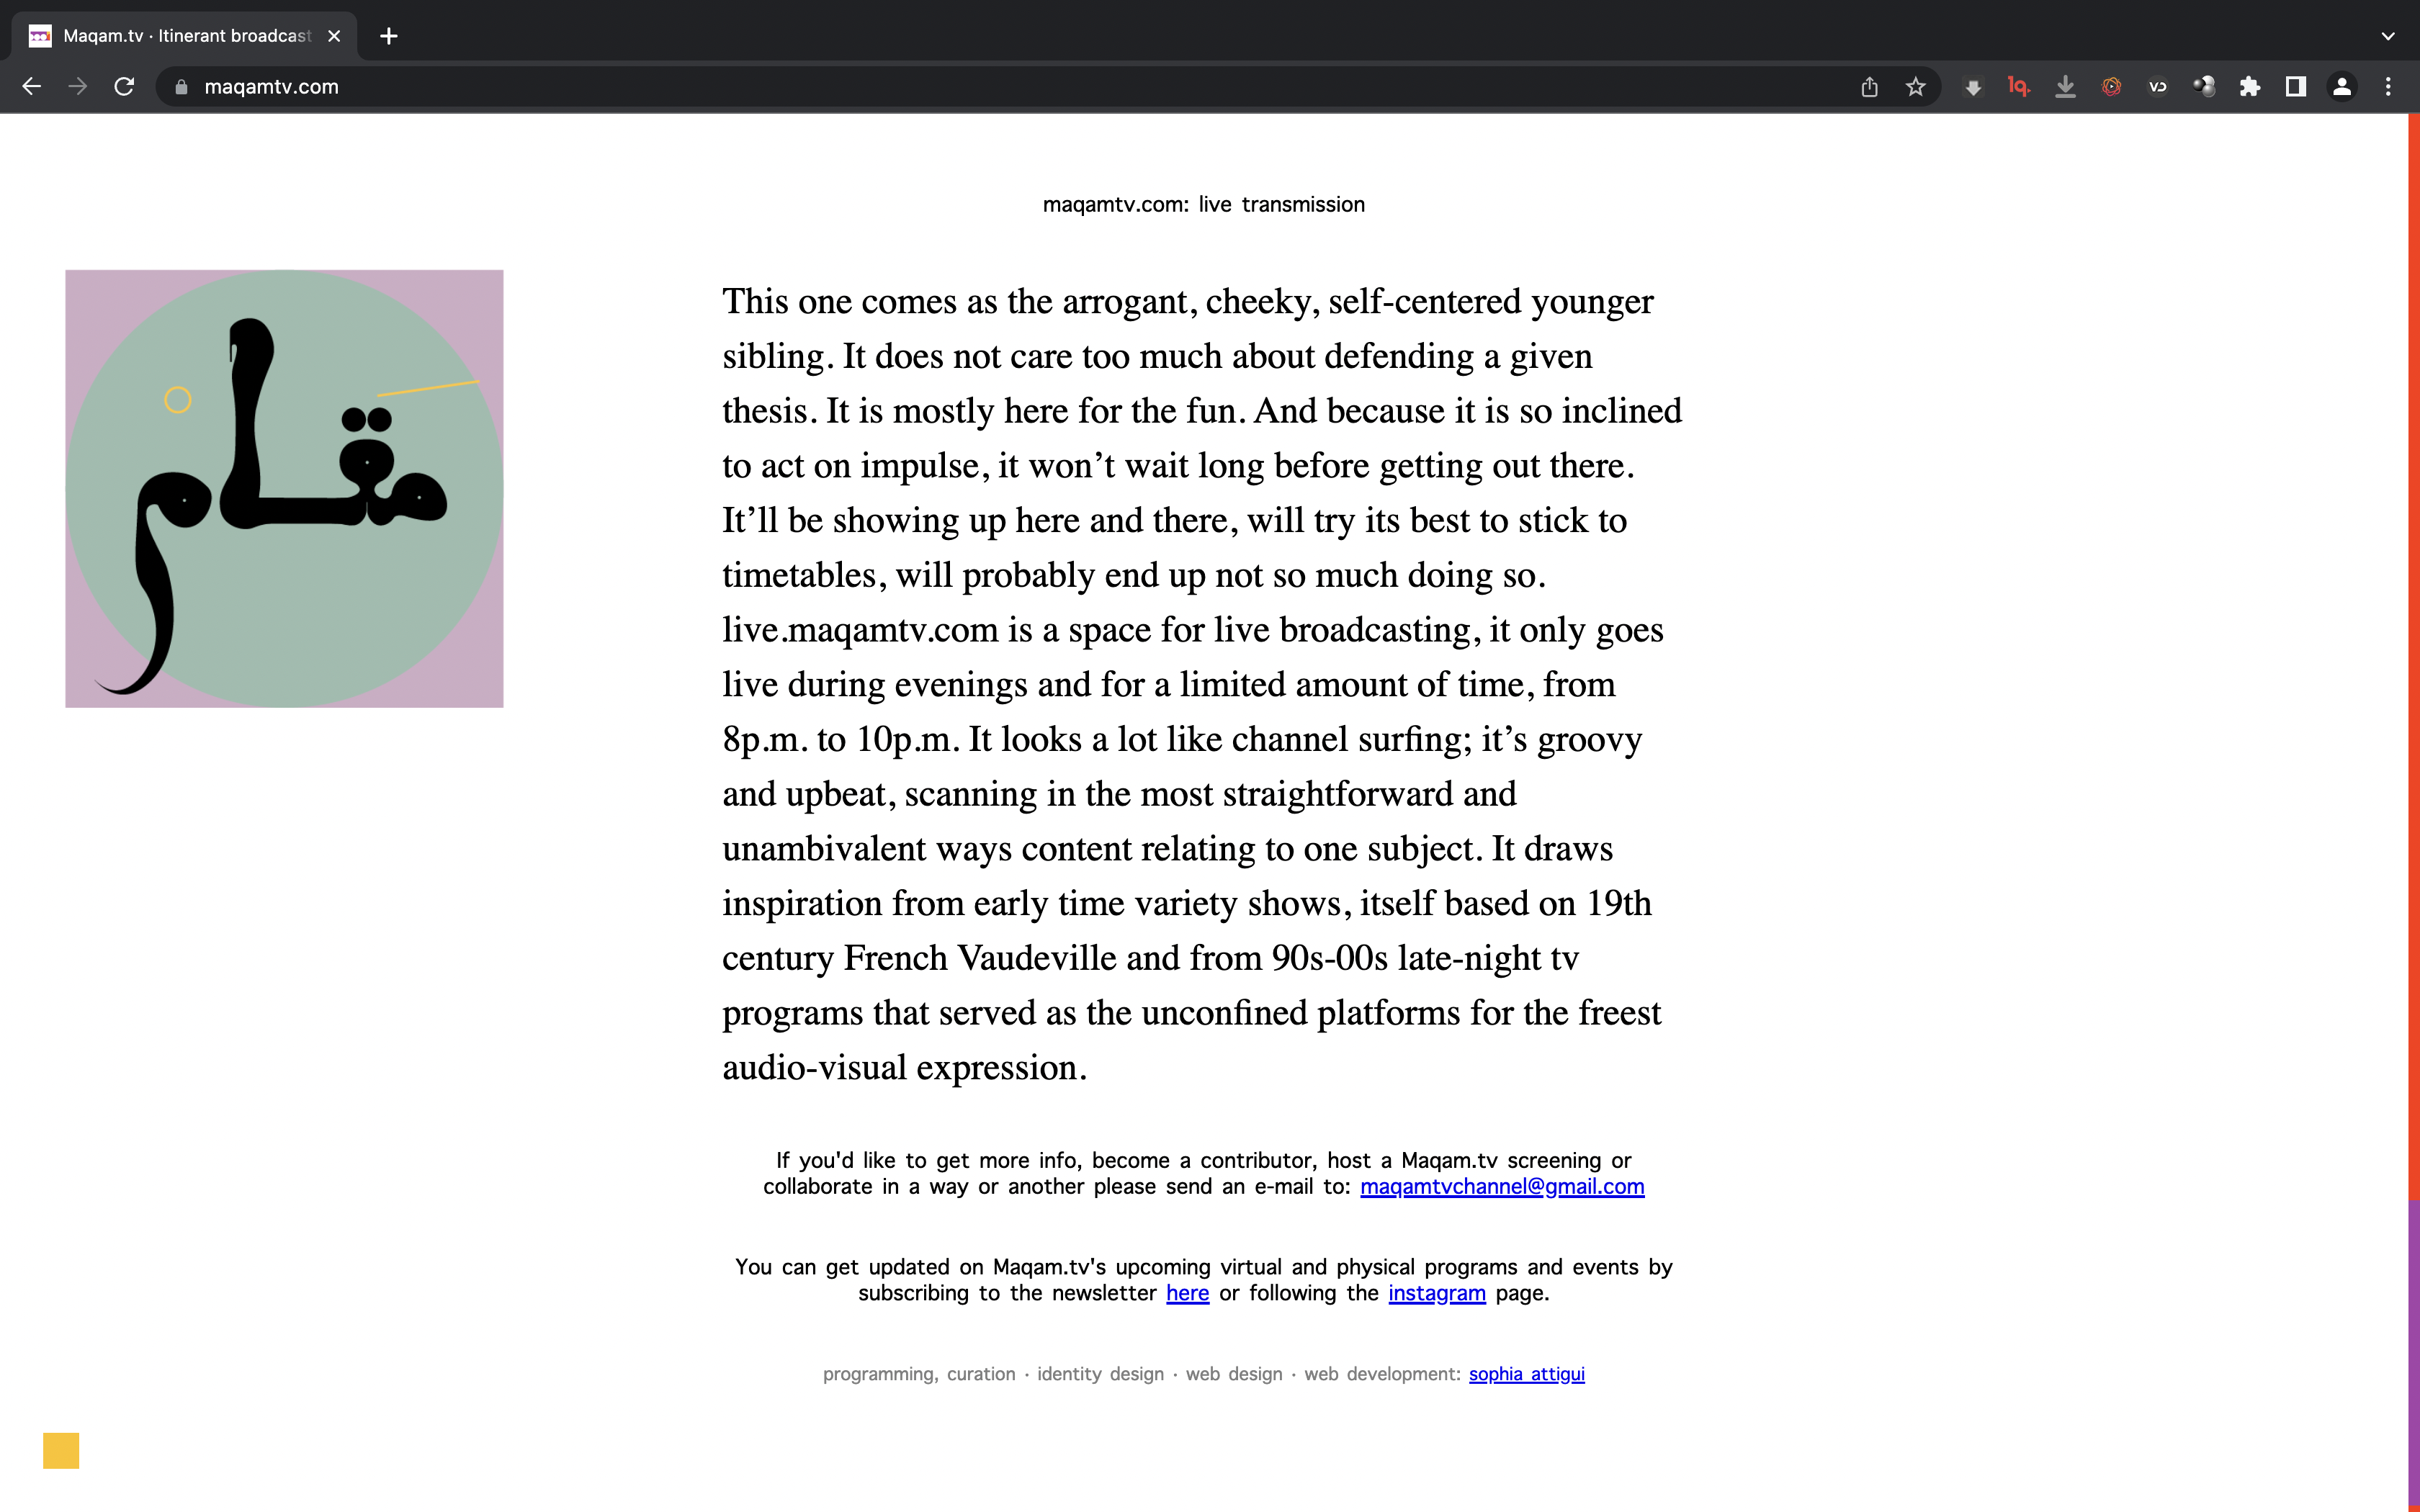 Maqam.tv · Itinerant broadcast
maqamtv.com
maqamtv.com: live transmission
مقام
This one comes as the arrogant, cheeky, self-centered younger
sibling. It does not care too much about defending a given
thesis. It is mostly here for the fun. And because it is so inclined
to act on impulse, it won’t wait long before getting out there.
It’ll be showing up here and there, will try its best to stick to
timetables, will probably end up not so much doing so.
live.maqamtv.com is a space for live broadcasting, it only goes
live during evenings and for a limited amount of time, from
8p.m. to 10p.m. It looks a lot like channel surfing; it’s groovy
and upbeat, scanning in the most straightforward and
unambivalent ways content relating to one subject. It draws
inspiration from early time variety shows, itself based on 19th
century French Vaudeville and from 90s-00s late-night tv
programs that served as the unconfined platforms for the freest
audio-visual expression.
If you'd like to get more info, become a contributor, host a Maqam.tv screening or
collaborate in a way or another please send an e-mail to: maqamtvchannel@gmail.com
You can get updated on Maqam.tv's upcoming virtual and physical programs and events by
subscribing to the newsletter here or following the instagram page.
programming, curation · identity design · web design · web development: sophia attigui